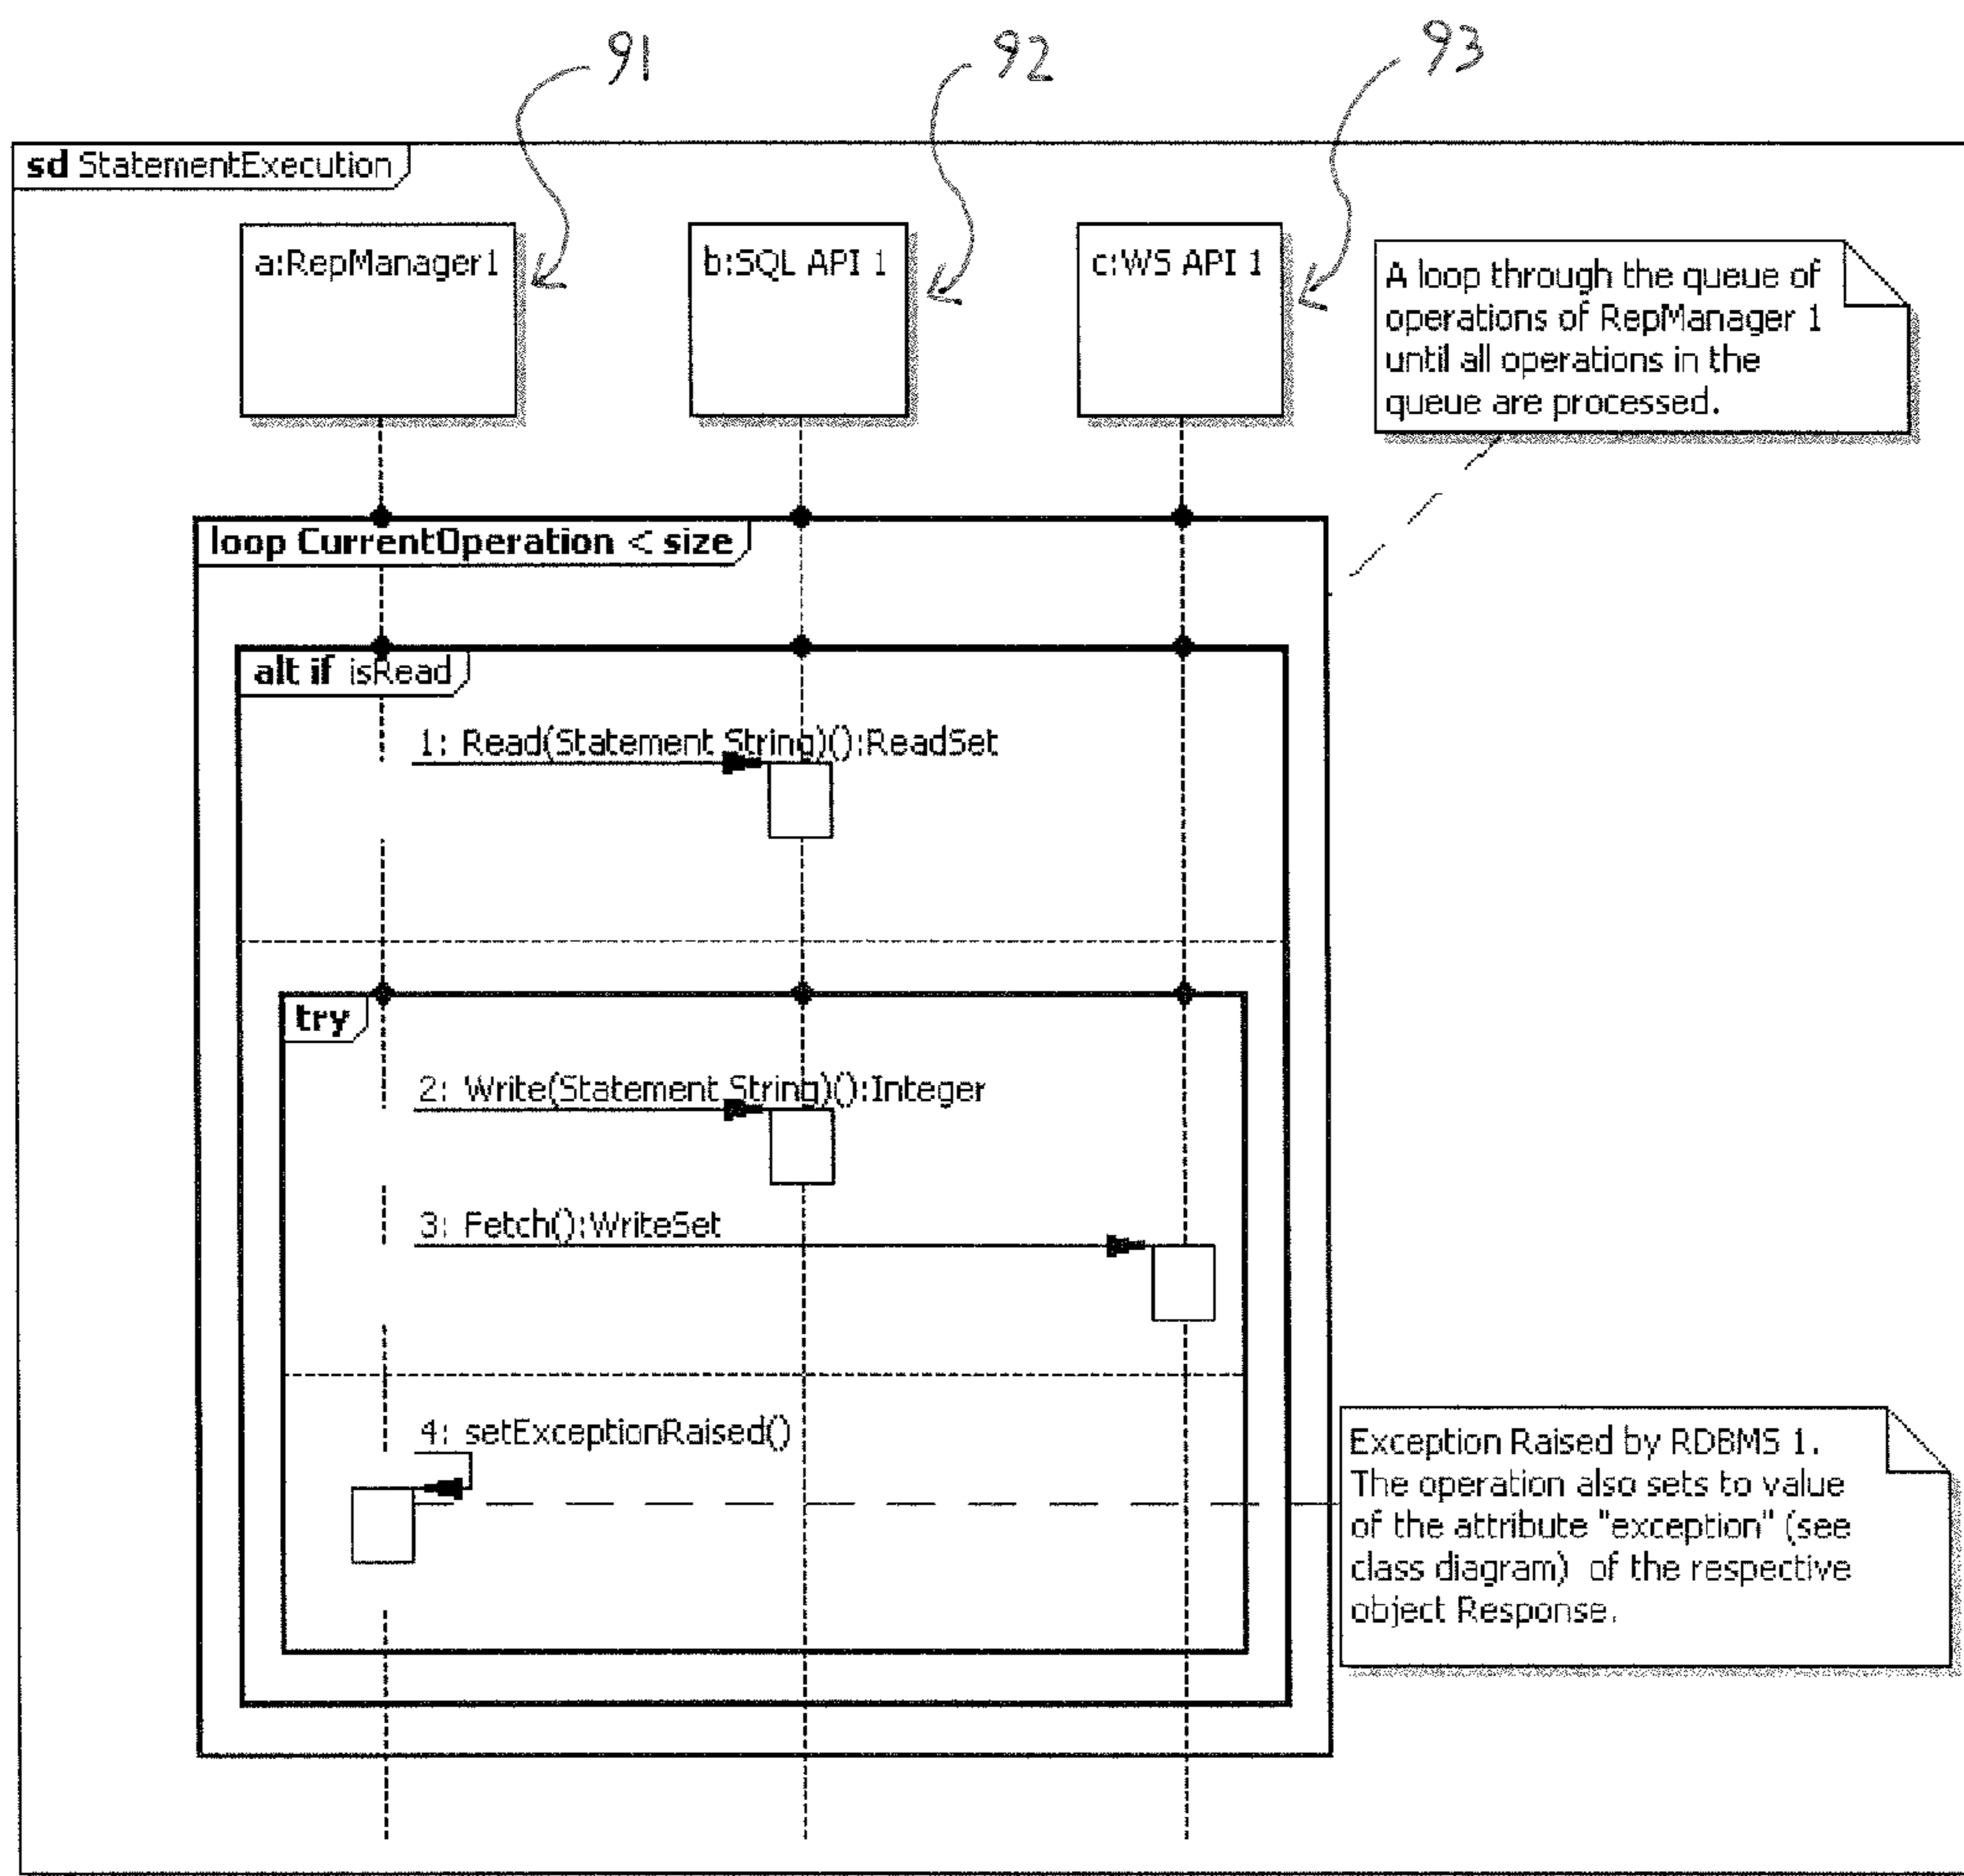 91
92
93
sd StatementExecution
a:RepManager1
b:SQL API 1
c:WS API 1
A loop through the queue of
operations of RepManager 1
until all operations in the
queue are processed.
loop CurrentOperation < size
alt if isRead
1: Read(Statement String)():ReadSet
try
2: Write(Statement String)():Integer
3: Fetch():WriteSet
4: setExceptionRaised()
Exception Raised by RDBMS 1.
The operation also sets to value
of the attribute "exception" (see
class diagram) of the respective
object Response.